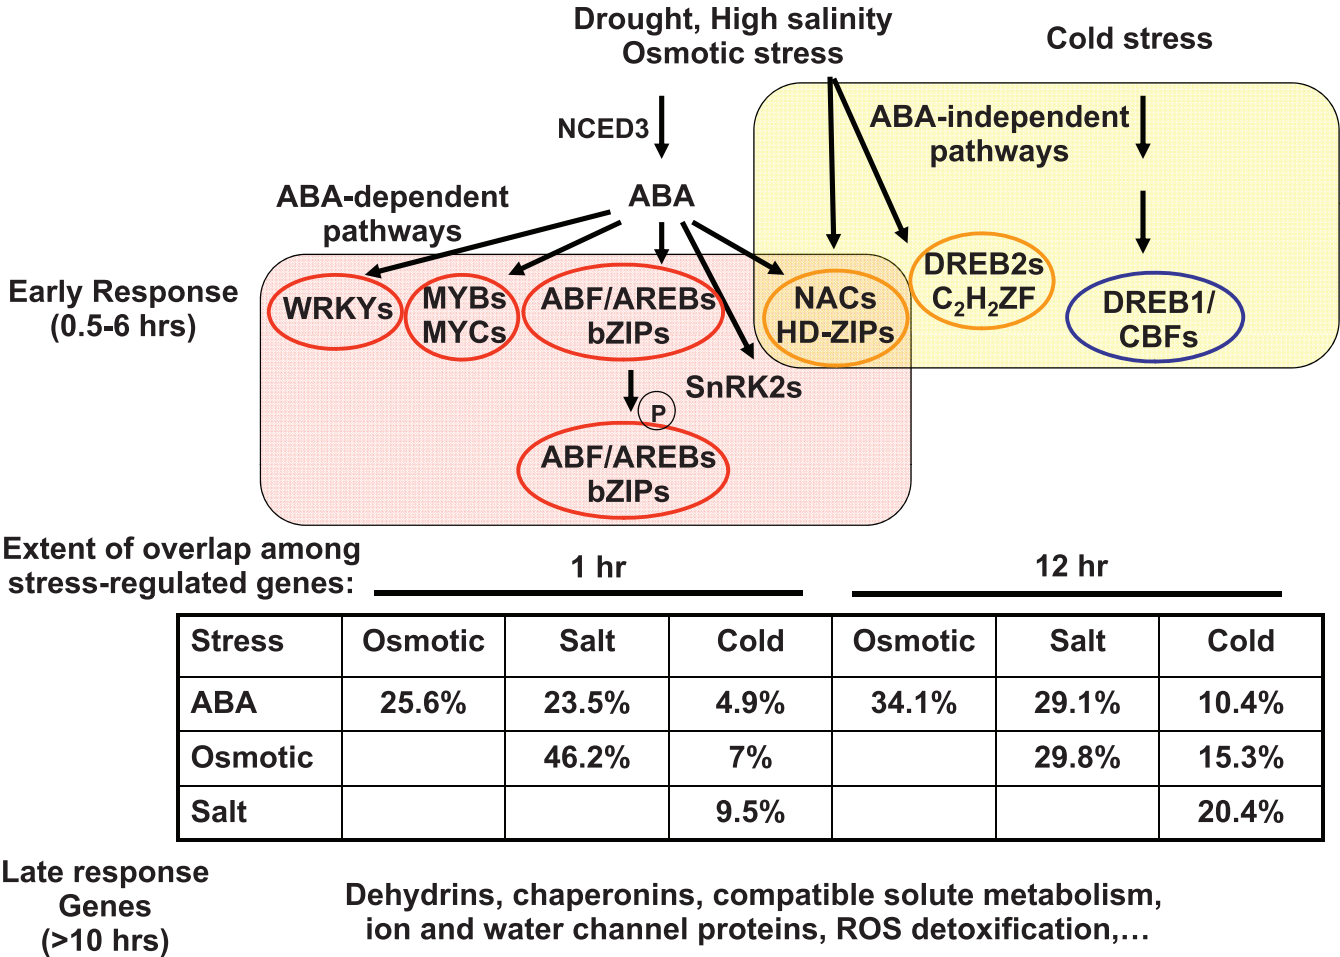 Drought, High salinity
Osmotic stress
Cold stress
NCED3
ABA-independent
pathways
ABA-dependent
pathways
ABA
Early Response
(0.5-6 hrs)
WRKYs
MYBs
MYCs
ABF/AREBs
bZIPs
NACs
HD-ZIPs
DREB2s
C₂H₂ZF
DREB1/
CBFs
SnRK2s
P
ABF/AREBs
bZIPs
Extent of overlap among
stress-regulated genes:
1 hr
12 hr
Stress Osmotic Salt Cold Osmotic Salt Cold
ABA 25.6% 23.5% 4.9% 34.1% 29.1% 10.4%
Osmotic 46.2% 7% 29.8% 15.3%
Salt 9.5% 20.4%
Late response
Genes
(>10 hrs)
Dehydrins, chaperonins, compatible solute metabolism,
ion and water channel proteins, ROS detoxification,...